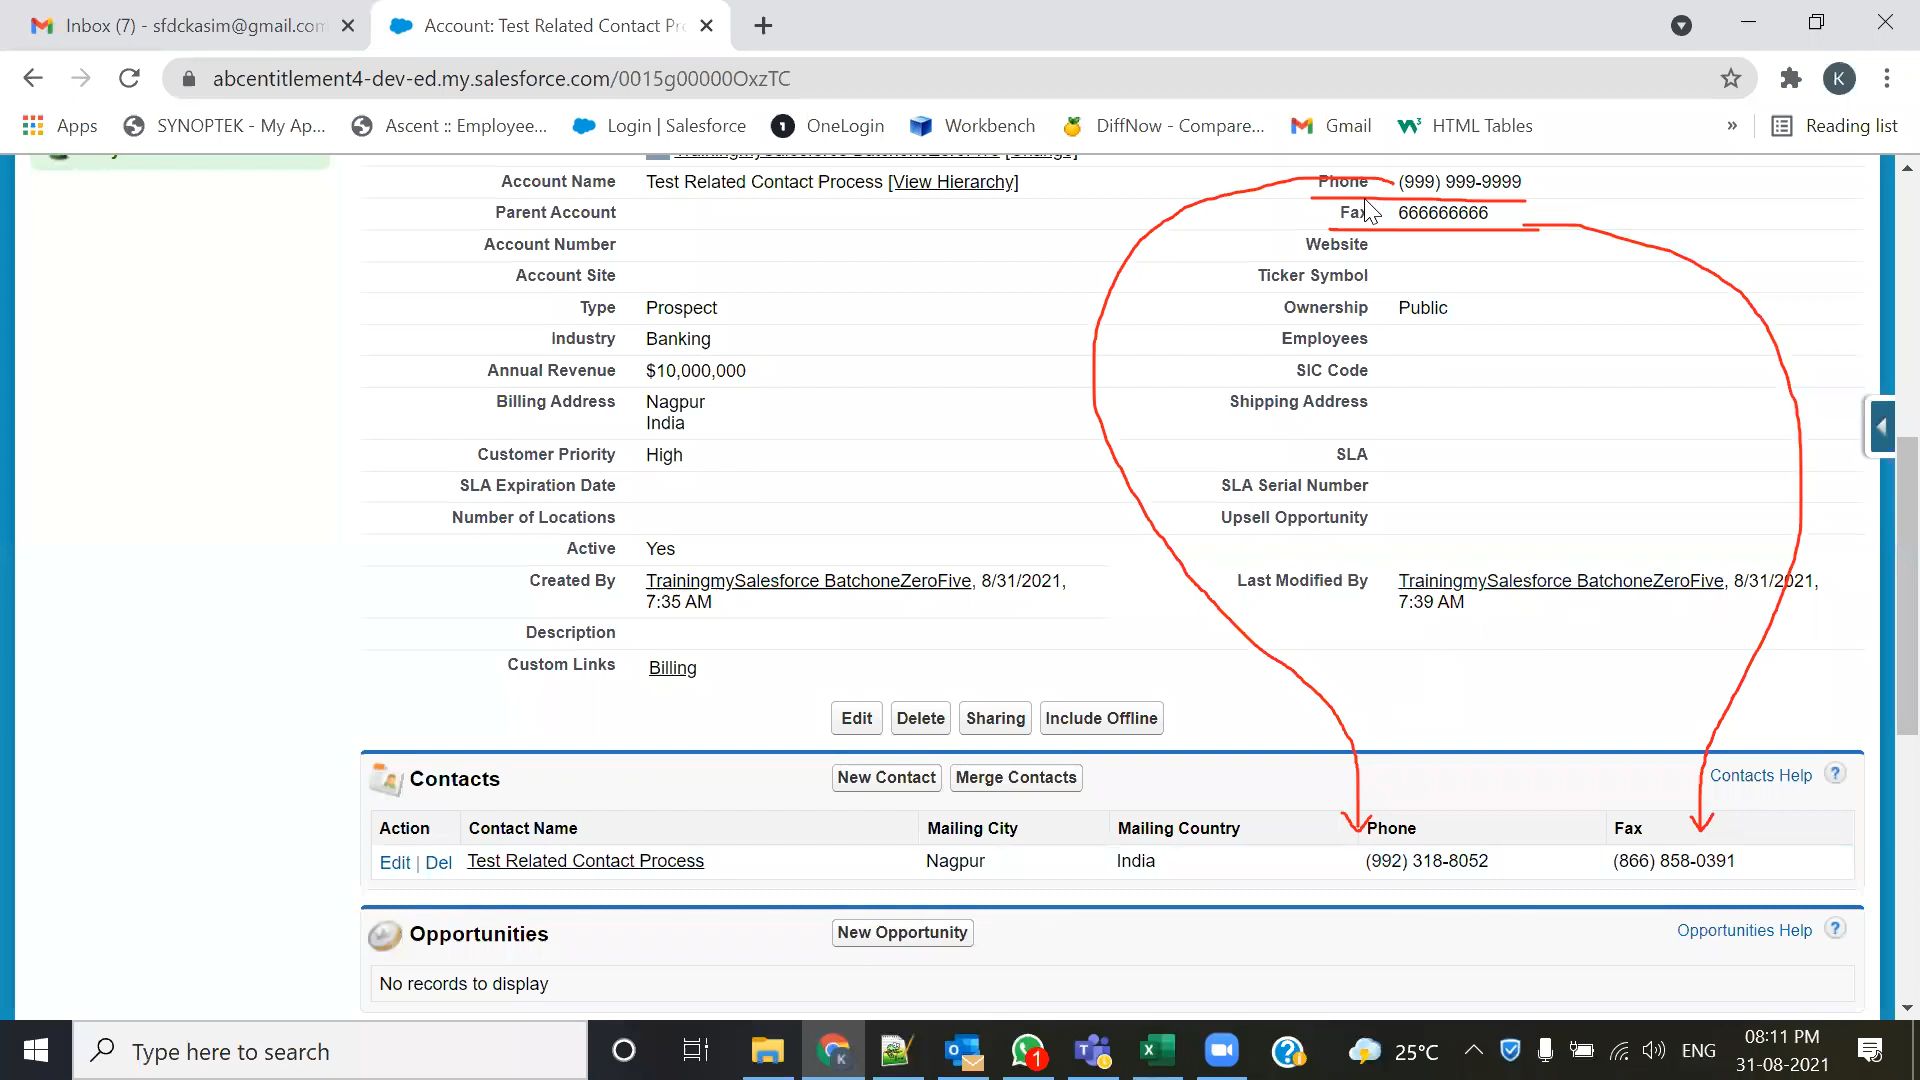 Inbox (7) - sfdckasim@gmail.com
Account: Test Related Contact Pr
abcentitlement4-dev-ed.my.salesforce.com/0015g00000OxzTC
K
Apps
SYNOPTEK - My Ap...
Ascent :: Employee...
Login | Salesforce
OneLogin
Workbench
DiffNow - Compare...
Gmail
HTML Tables
»
Reading list
TrainingmySalesforce BatchoneZeroFive [Change]
Account Name Test Related Contact Process [View Hierarchy] Phone (999) 999-9999
Parent Account Fax 666666666
Account Number Website
Account Site Ticker Symbol
Type Prospect Ownership Public
Industry Banking Employees
Annual Revenue $10,000,000 SIC Code
Billing Address Nagpur Shipping Address
India
Customer Priority High SLA
SLA Expiration Date SLA Serial Number
Number of Locations Upsell Opportunity
Active Yes
Created By TrainingmySalesforce BatchoneZeroFive, 8/31/2021, Last Modified By TrainingmySalesforce BatchoneZeroFive, 8/31/2021,
7:35 AM 7:39 AM
Description
Custom Links Billing
Edit Delete Sharing Include Offline
Contacts New Contact Merge Contacts Contacts Help ?
Action Contact Name Mailing City Mailing Country Phone Fax
Edit | Del Test Related Contact Process Nagpur India (992) 318-8052 (866) 858-0391
Opportunities New Opportunity Opportunities Help ?
No records to display
Type here to search
1
25°C
ENG
08:11 PM
31-08-2021